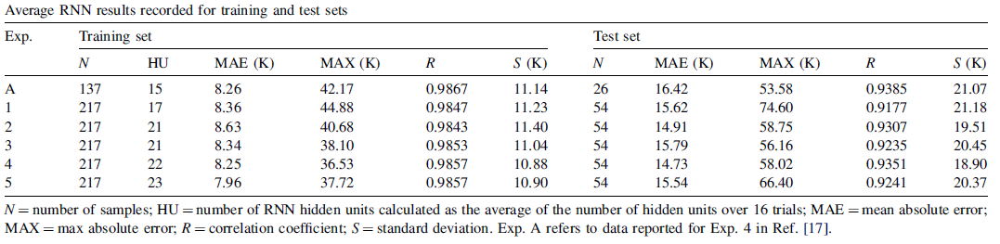 Average RNN results recorded for training and test sets
Exp. Training set Test set
N HU MAE (K) MAX (K) R S (K) N MAE (K) MAX (K) R S (K)
A 137 15 8.26 42.17 0.9867 11.14 26 16.42 53.58 0.9385 21.07
1 217 17 8.36 44.88 0.9847 11.23 54 15.62 74.60 0.9177 21.18
2 217 21 8.63 40.68 0.9843 11.40 54 14.91 58.75 0.9307 19.51
3 217 21 8.34 38.10 0.9853 11.04 54 15.79 56.16 0.9235 20.45
4 217 22 8.25 36.53 0.9857 10.88 54 14.73 58.02 0.9351 18.90
5 217 23 7.96 37.72 0.9857 10.90 54 15.54 66.40 0.9241 20.37
N = number of samples; HU = number of RNN hidden units calculated as the average of the number of hidden units over 16 trials; MAE = mean absolute error;
MAX = max absolute error; R = correlation coefficient; S = standard deviation. Exp. A refers to data reported for Exp. 4 in Ref. [17].